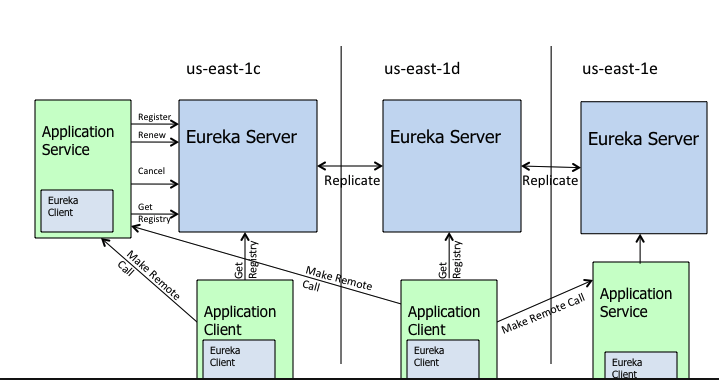 us-east-1c
us-east-1d
us-east-1e
Application
Service
Eureka
Client
Register
Renew
Cancel
Get
Registry
Eureka Server
Replicate
Eureka Server
Replicate
Eureka Server
Make Remote
Call
Get
Registry
Make Remote
Call
Get
Registry
Make Remote Call
Application
Client
Eureka
Client
Application
Client
Eureka
Client
Application
Service
Eureka
Client